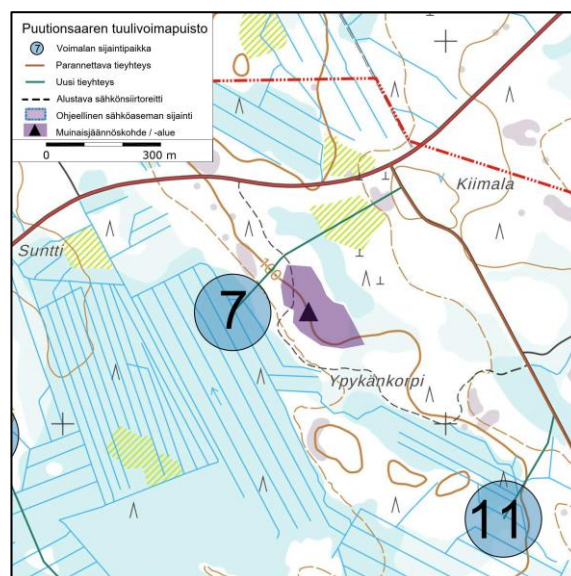 Puutionsaaren tuulivoimapuisto
7 Voimalan sijaintipaikka
Parannettava tieyhteys
Uusi tieyhteys
Alustava sähkönsiirtoreitti
Ohjeellinen sähköaseman sijainti
Muinaisjäännöskohde / -alue
0 300 m
Kiimala
Suntti
180
7
Ypykänkorpi
11